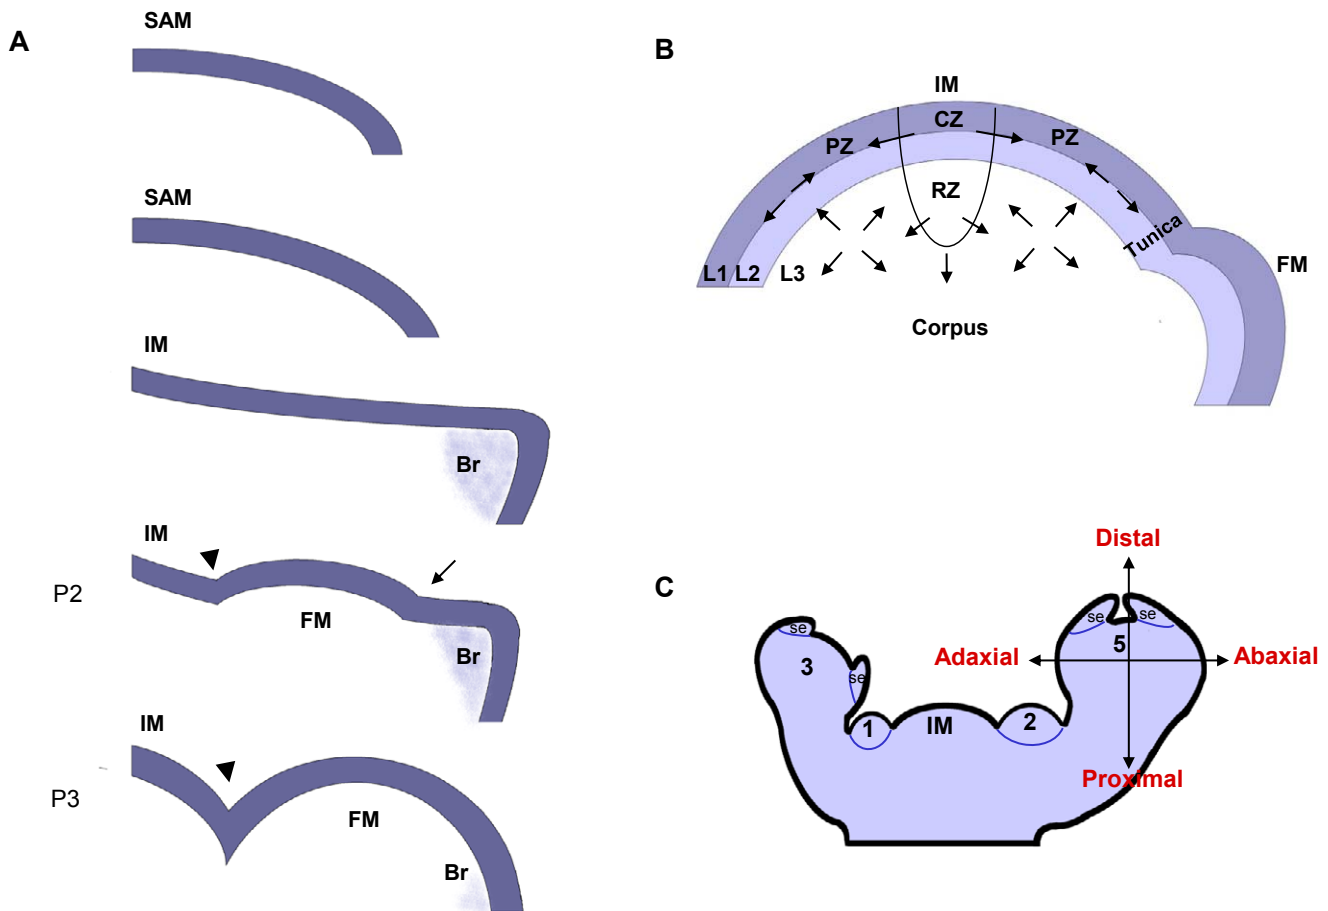 A
SAM
SAM
IM
Br
P2
IM
FM
Br
P3
IM
FM
Br
B
IM
CZ
PZ
PZ
RZ
Tunica
L1 L2 L3
FM
Corpus
C
Distal
se
se
se
5
3
Adaxial
Abaxial
se
1
IM
2
Proximal